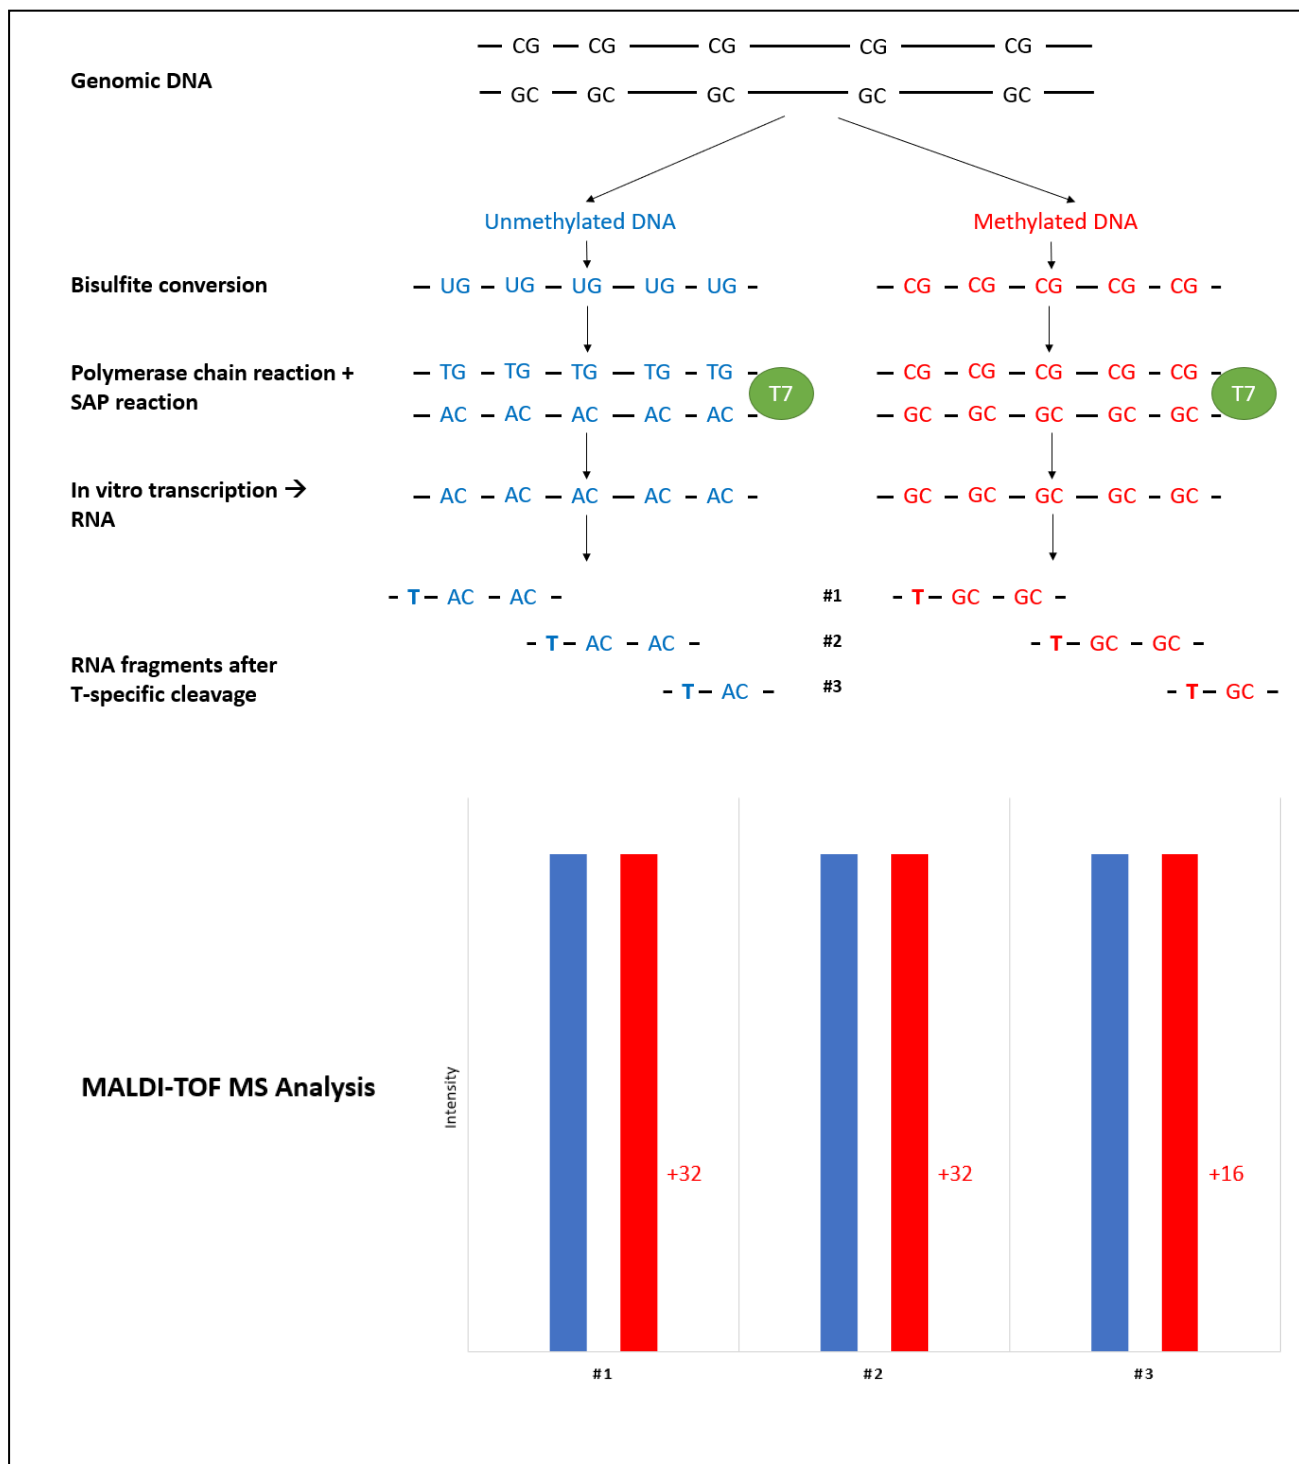 CG CG CG CG CG
Genomic DNA
GC GC GC GC GC
Unmethylated DNA Methylated DNA
Bisulfite conversion UG UG UG UG UG CG CG CG CG CG
Polymerase chain reaction +
SAP reaction
TG TG TG TG TG CG CG CG CG CG
T7 T7
AC AC AC AC AC GC GC GC GC GC
In vitro transcription →
RNA
AC AC AC AC AC GC GC GC GC GC
T AC AC #1 T GC GC
T AC AC #2 T GC GC
RNA fragments after
T-specific cleavage
T AC #3 T GC
MALDI-TOF MS Analysis
Intensity
+32 +32 +16
#1 #2 #3